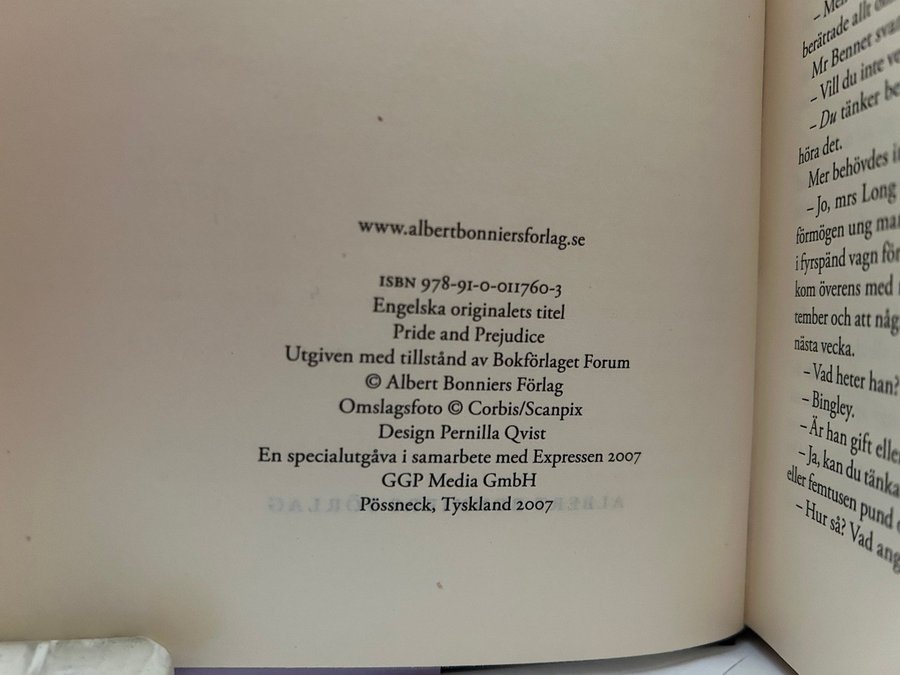 www.albertbonniersforlag.se
ISBN 978-91-0-011760-3
Engelska originalets titel
Pride and Prejudice
Utgiven med tillstånd av Bokförlaget Forum
© Albert Bonniers Förlag
Omslagsfoto © Corbis/Scanpix
Design Pernilla Qvist
En specialutgåva i samarbete med Expressen 2007
GGP Media GmbH
Pössneck, Tyskland 2007
berättade allt
Mr Bennet
– Vill du inte
– Du tänker
höra det.
Mer behövdes
– Jo, mrs Long
förmögen ung
i fyrspänd vagn
kom överens med
tember och att
nästa vecka.
– Vad heter han?
– Bingley.
– Är han gift
– Ja, kan du
eller femtusen pund
– Hur så? Vad